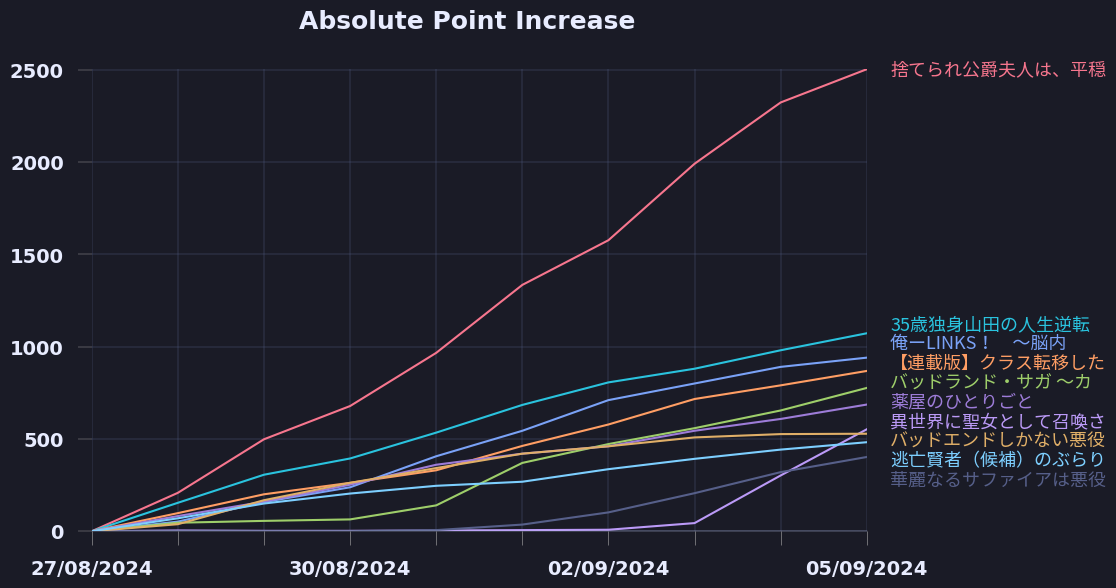 Absolute Point Increase
2500
2000
1500
1000
500
0
27/08/2024
30/08/2024
02/09/2024
05/09/2024
捨てられ公爵夫人は、平穏
35歳独身山田の人生逆転
俺ーLINKS！　～脳内
【連載版】クラス転移した
バッドランド・サガ ～カ
薬屋のひとりごと
異世界に聖女として召喚さ
バッドエンドしかない悪役
逃亡賢者（候補）のぶらり
華麗なるサファイアは悪役